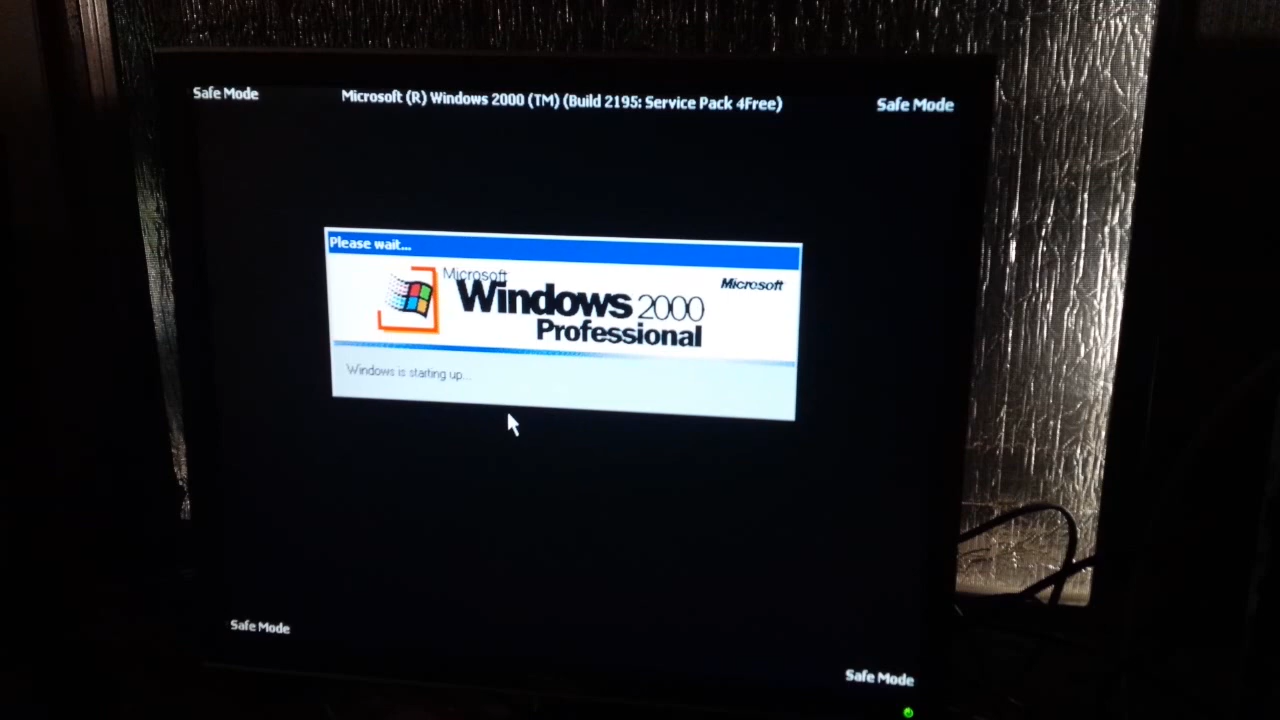 Safe Mode
Microsoft (R) Windows 2000 (TM) (Build 2195: Service Pack 4Free)
Safe Mode
Please wait...
Microsoft
Windows 2000
Professional
Microsoft
Windows is starting up...
Safe Mode
Safe Mode